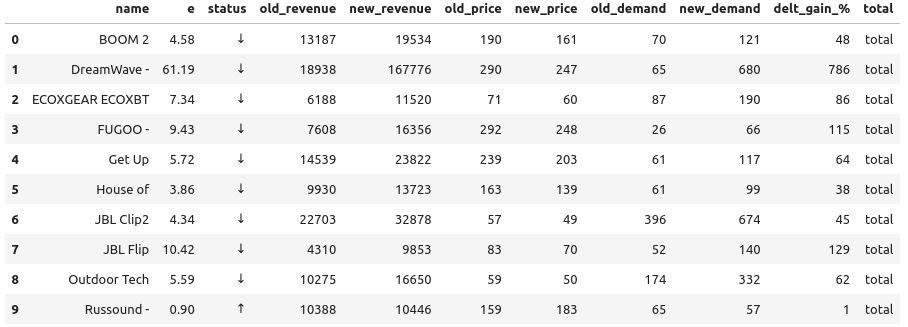 name e status old_revenue new_revenue old_price new_price old_demand new_demand delt_gain_% total
0 BOOM 2 4.58 ↓ 13187 19534 190 161 70 121 48 total
1 DreamWave - 61.19 ↓ 18938 167776 290 247 65 680 786 total
2 ECOXGEAR ECOXBT 7.34 ↓ 6188 11520 71 60 87 190 86 total
3 FUGOO - 9.43 ↓ 7608 16356 292 248 26 66 115 total
4 Get Up 5.72 ↓ 14539 23822 239 203 61 117 64 total
5 House of 3.86 ↓ 9930 13723 163 139 61 99 38 total
6 JBL Clip2 4.34 ↓ 22703 32878 57 49 396 674 45 total
7 JBL Flip 10.42 ↓ 4310 9853 83 70 52 140 129 total
8 Outdoor Tech 5.59 ↓ 10275 16650 59 50 174 332 62 total
9 Russound - 0.90 ↑ 10388 10446 159 183 65 57 1 total